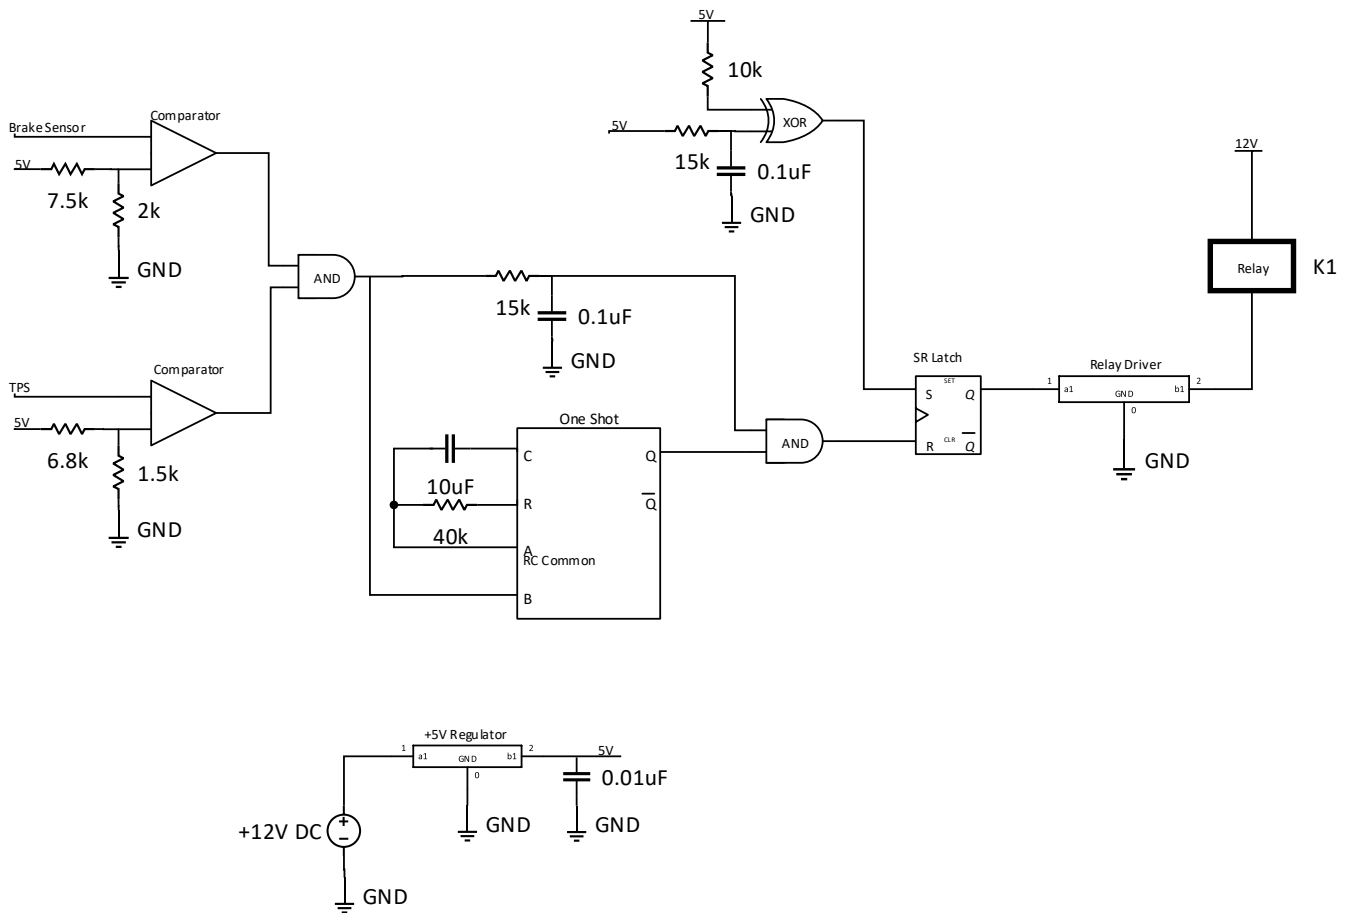 5V
10k
XOR
5V
15k
0.1uF
GND
Comparator
Brake Sensor
5V
7.5k
2k
GND
12V
Relay
K1
AND
15k
0.1uF
GND
Comparator
TPS
5V
6.8k
1.5k
GND
SR Latch
SET
S
Q
CLR
R
Q
Relay Driver
1
a1
GND
b1
2
0
GND
One Shot
C
Q
10uF
R
Q
40k
A
RC Common
B
AND
+5V Regulator
1
a1
GND
b1
2
0
5V
0.01uF
GND
GND
+12V DC
+
−
GND